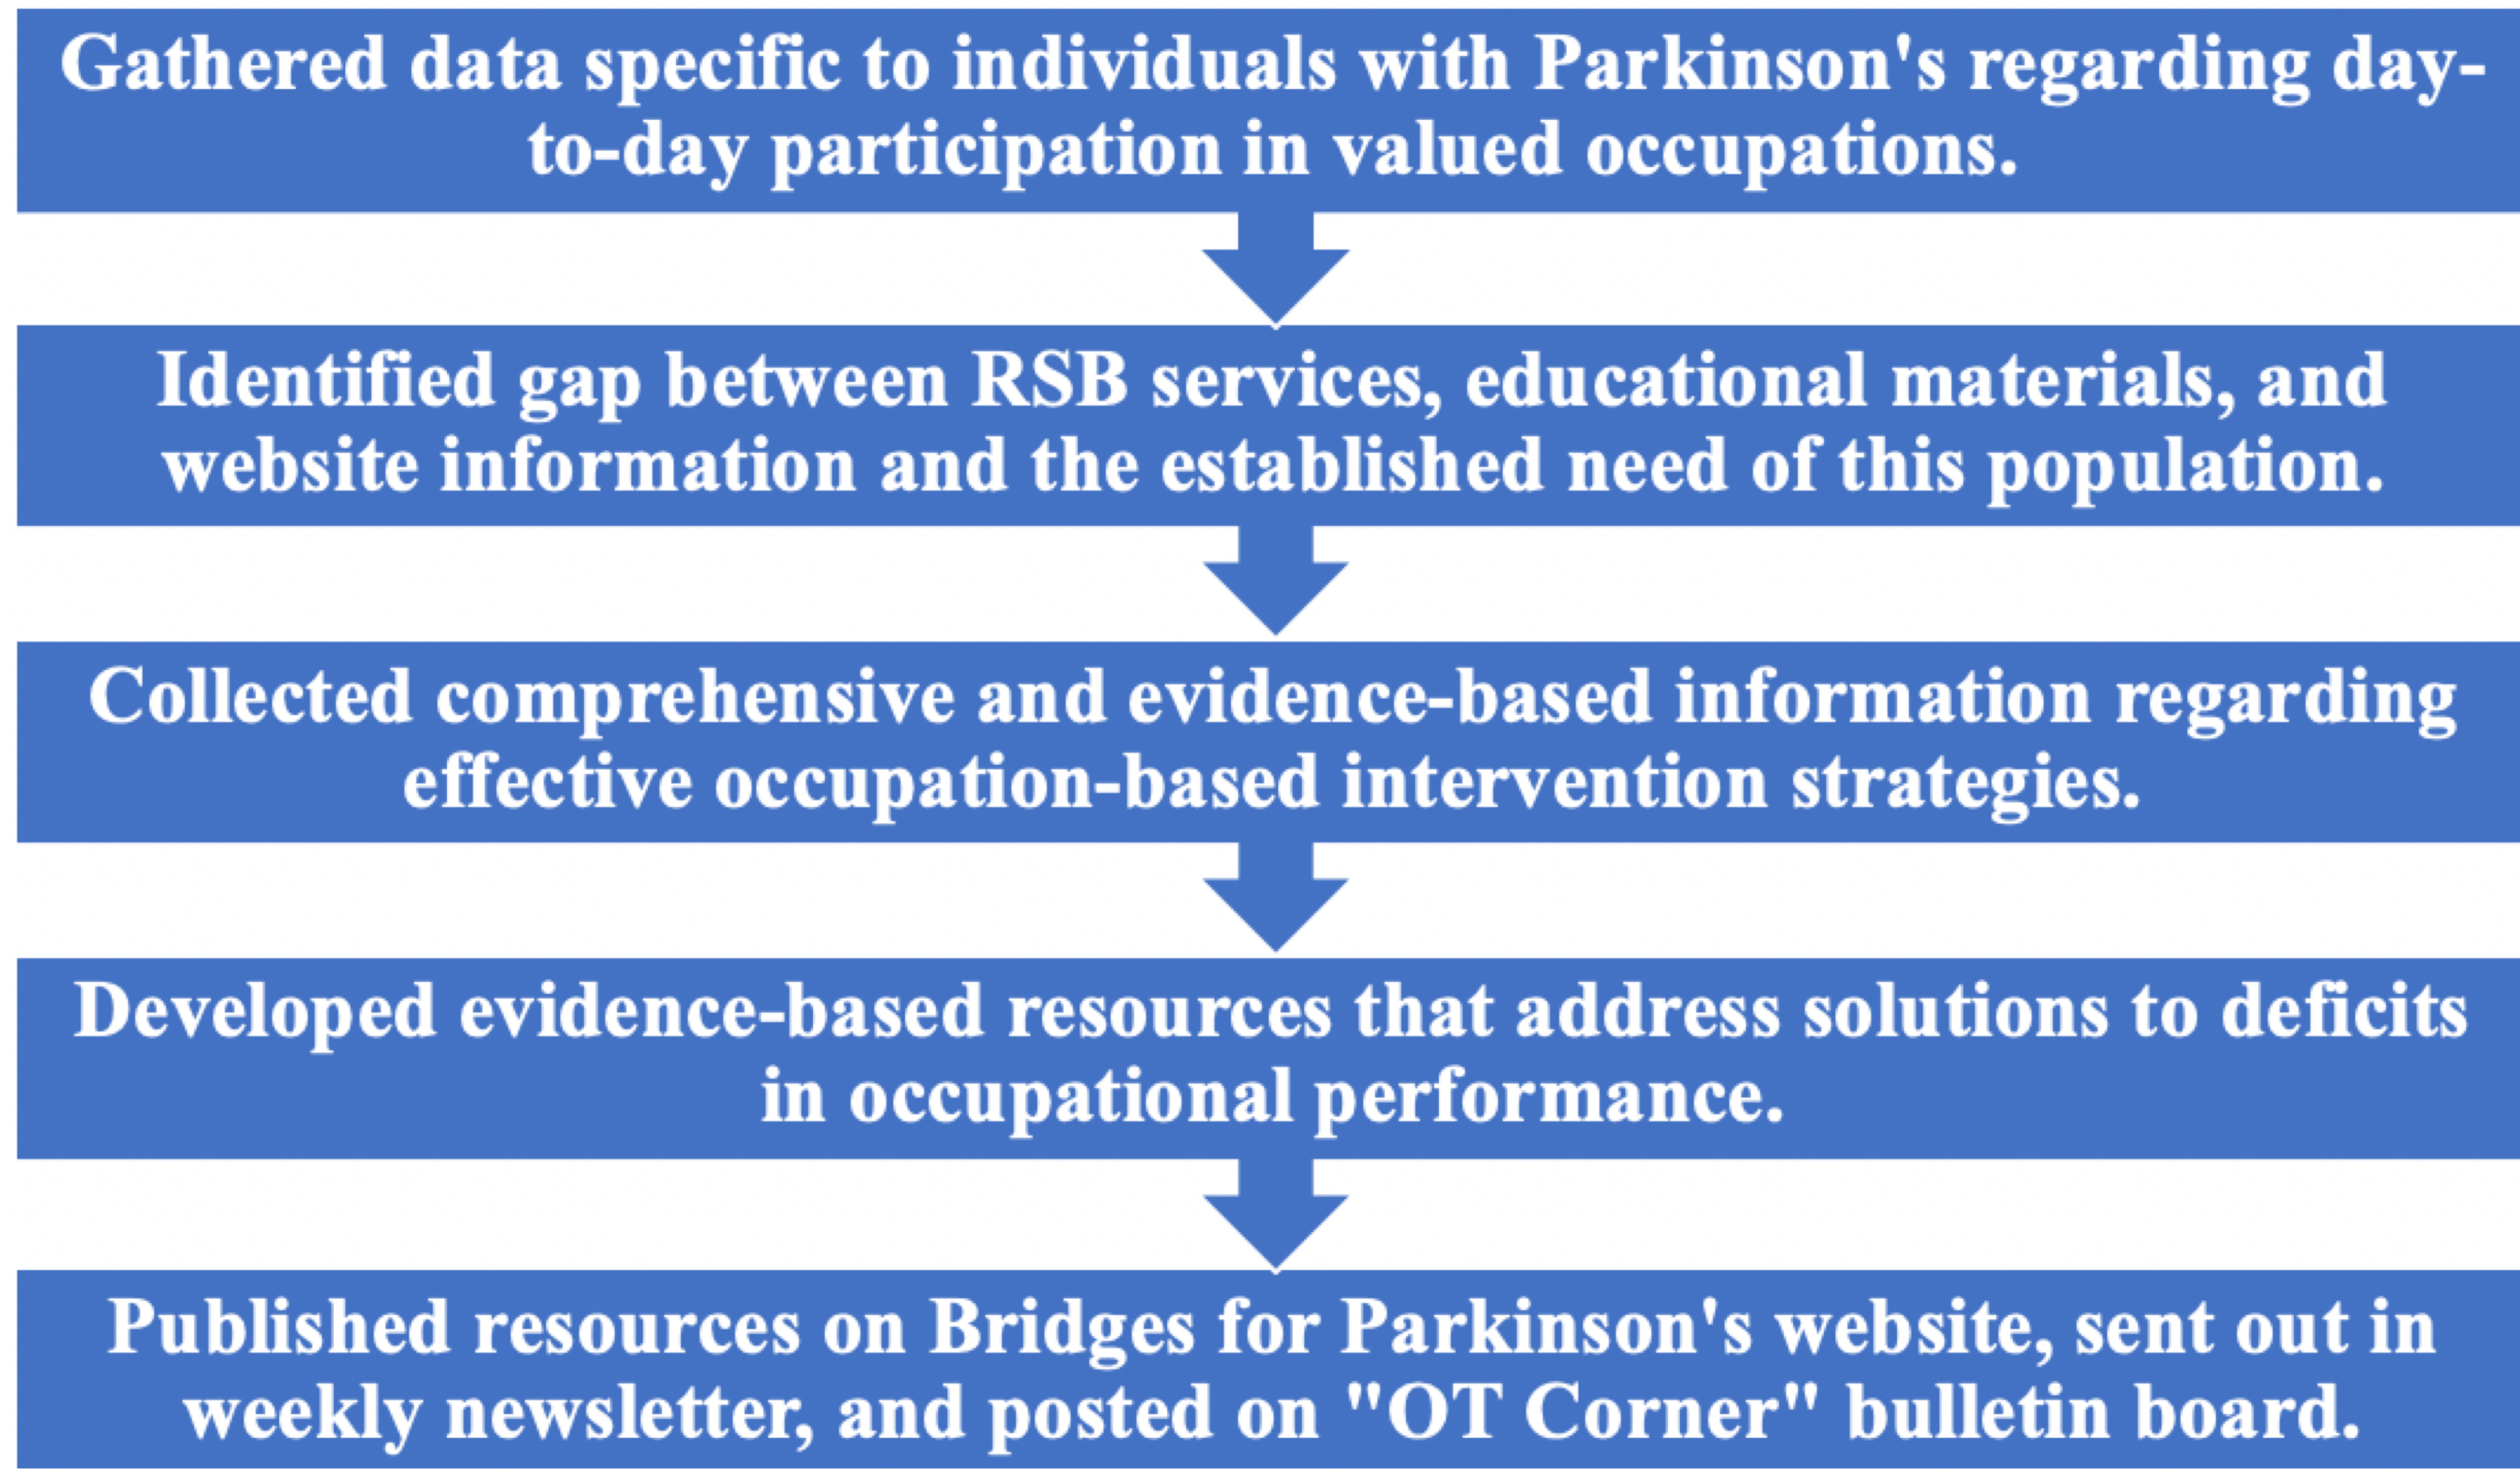 Gathered data specific to individuals with Parkinson's regarding day-
to-day participation in valued occupations.
Identified gap between RSB services, educational materials, and
website information and the established need of this population.
Collected comprehensive and evidence-based information regarding
effective occupation-based intervention strategies.
Developed evidence-based resources that address solutions to deficits
in occupational performance.
Published resources on Bridges for Parkinson's website, sent out in
weekly newsletter, and posted on "OT Corner" bulletin board.